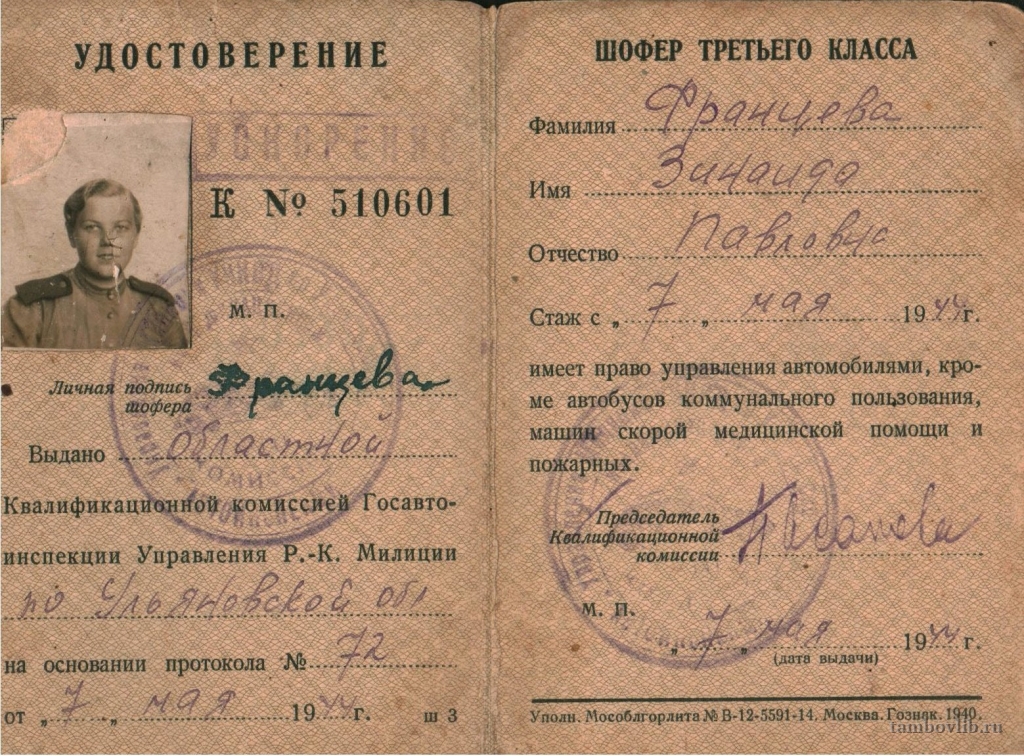 УДОСТОВЕРЕНИЕ
К № 510601
М. П.
Личная подпись
шофера
Францева
Выдано областной
Квалификационной комиссией Госавто-
инспекции Управления Р.-К. Милиции
по Ульяновской обл
на основании протокола № 72
от „ 7 „ мая 1944 г. ш 3
ШОФЕР ТРЕТЬЕГО КЛАССА
Фамилия Францева
Имя Зинаида
Отчество Павловна
Стаж с „ 7 „ мая 1944 г.
имеет право управления автомобилями, кро-
ме автобусов коммунального пользования,
машин скорой медицинской помощи и
пожарных.
Председатель
Квалификационной
комиссии
М. П.
„ 7 „ мая 1944 г.
(дата выдачи)
Уполн. Мособлгорлита № В-12-5591-14. Москва. Гознак. 1940.
tambovlib.ru